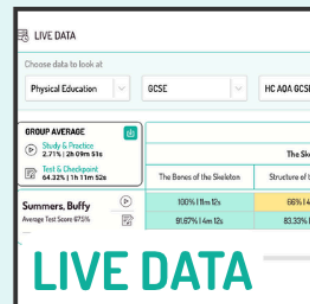 LIVE DATA
Choose data to look at
Physical Education GCSE HC AQA GCSE
GROUP AVERAGE
Study & Practice
2.71% | 2h 09m 51s
The Ske
Test & Checkpoint
64.32% | 1h 11m 52s
The Bones of the Skeleton Structure of t
Summers, Buffy 100% | 11m 12s 66% | 4
Average Test Score 67.5% 91.67% | 4m 12s 83.33%
LIVE DATA